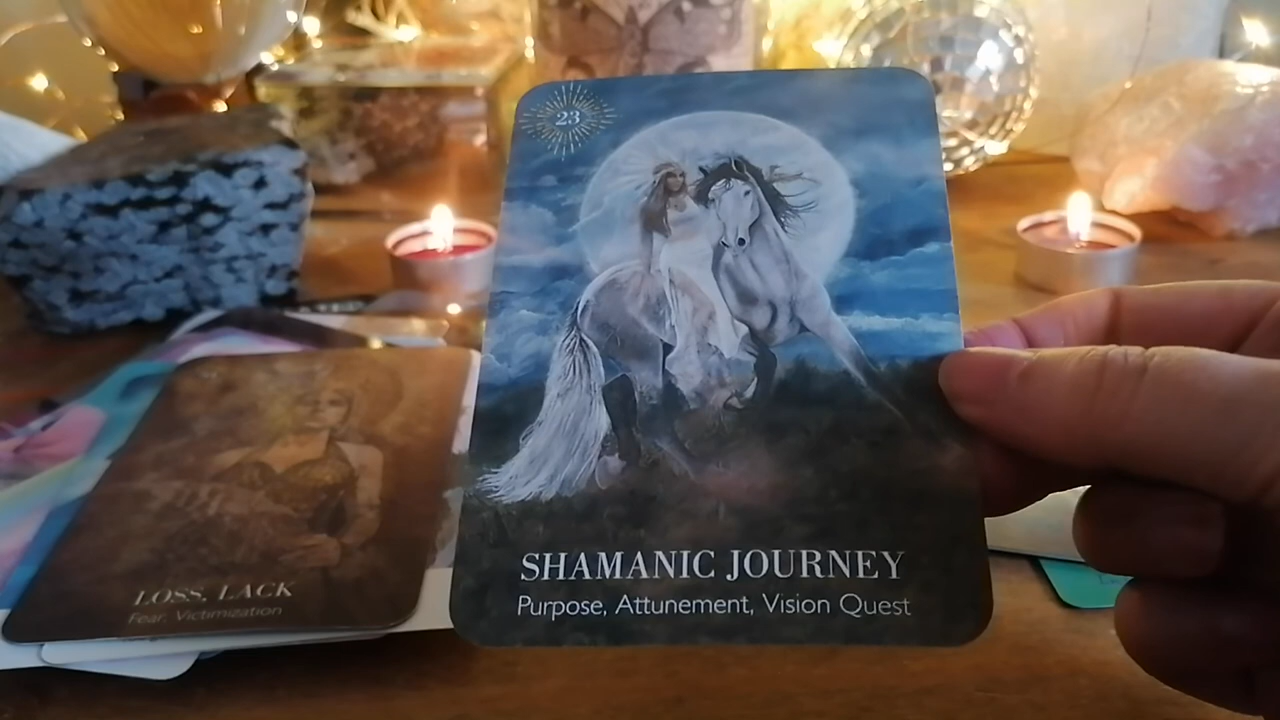 23
SHAMANIC JOURNEY
Purpose, Attunement, Vision Quest
LOSS, LACK
Fear, Victimization